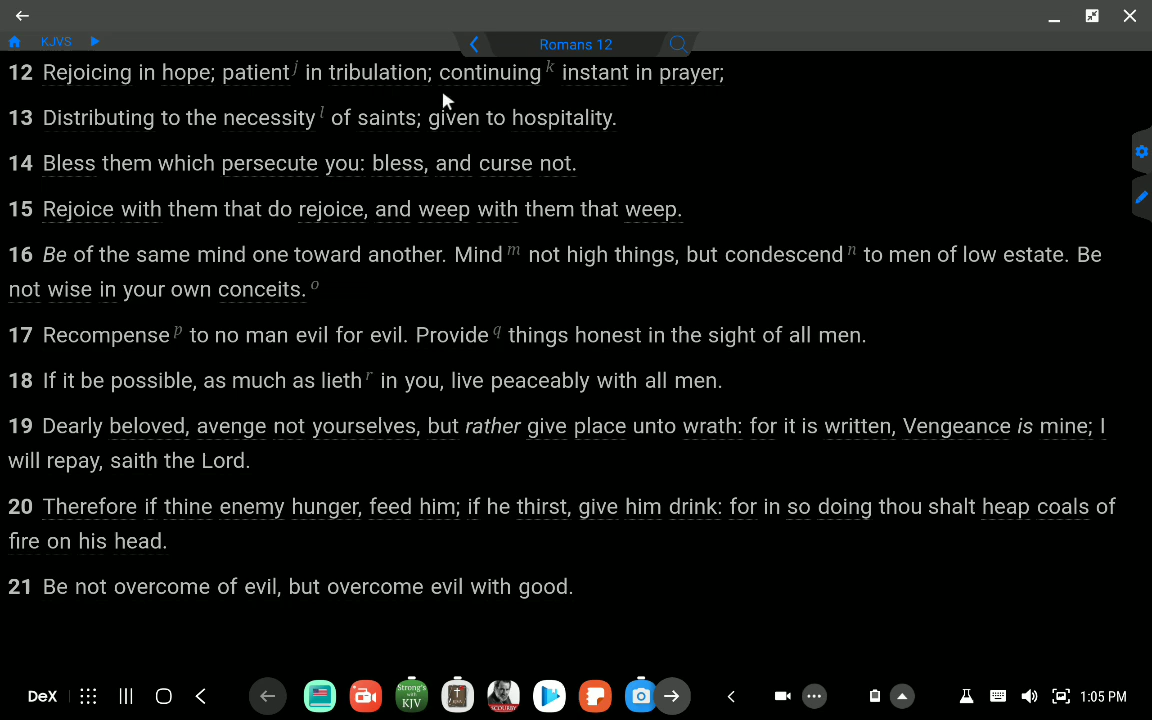 KJVS
Romans 12
12 Rejoicing in hope; patient j in tribulation; continuing k instant in prayer;
13 Distributing to the necessity l of saints; given to hospitality.
14 Bless them which persecute you: bless, and curse not.
15 Rejoice with them that do rejoice, and weep with them that weep.
16 Be of the same mind one toward another. Mind m not high things, but condescend n to men of low estate. Be
not wise in your own conceits. o
17 Recompense p to no man evil for evil. Provide q things honest in the sight of all men.
18 If it be possible, as much as lieth r in you, live peaceably with all men.
19 Dearly beloved, avenge not yourselves, but rather give place unto wrath: for it is written, Vengeance is mine; I
will repay, saith the Lord.
20 Therefore if thine enemy hunger, feed him; if he thirst, give him drink: for in so doing thou shalt heap coals of
fire on his head.
21 Be not overcome of evil, but overcome evil with good.
DeX
Strong's
with
KJV
SCOURBY
1:05 PM